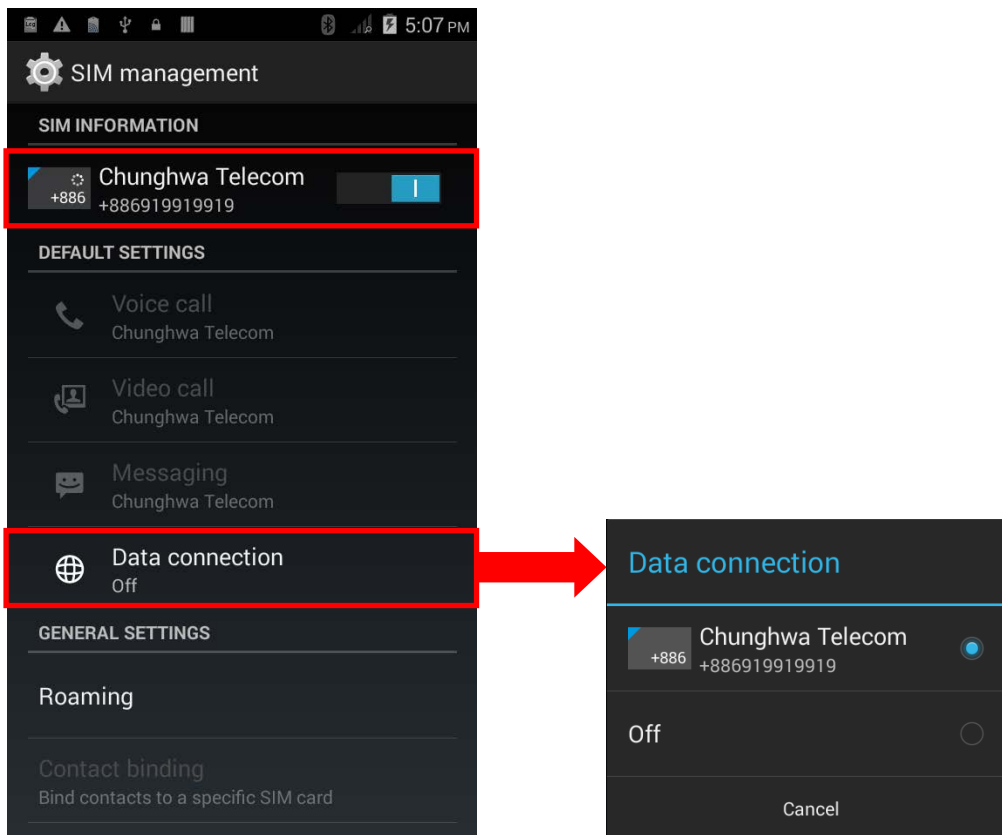 5:07 PM
SIM management
SIM INFORMATION
Chunghwa Telecom
+886
+886919919919
DEFAULT SETTINGS
Voice call
Chunghwa Telecom
Video call
Chunghwa Telecom
Messaging
Chunghwa Telecom
Data connection
Off
GENERAL SETTINGS
Roaming
Contact binding
Bind contacts to a specific SIM card
Data connection
Chunghwa Telecom
+886
+886919919919
Off
Cancel